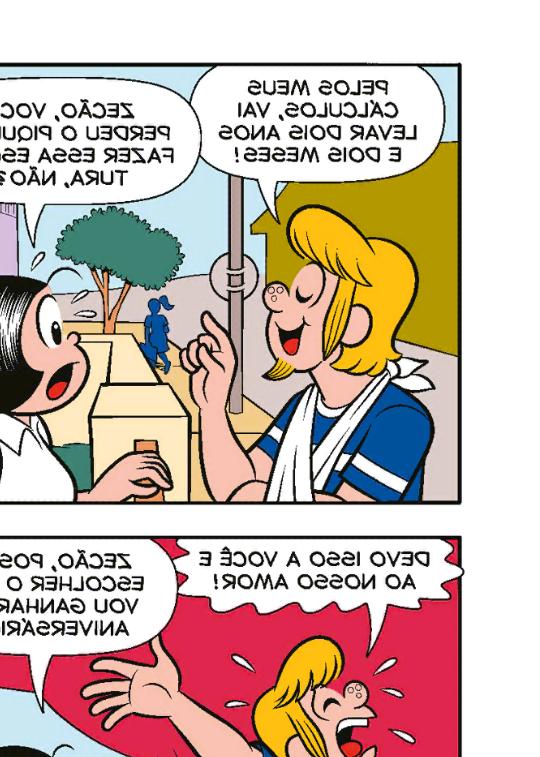 PELOS MEUS
CÁLCULOS, VAI
LEVAR DOIS ANOS
E DOIS MESES!
ZECÃO, VOC
PERDEU O PIQU
FAZER ESSA ES
TURA, NÃO?
DEVO ISSO A VOCÊ E
AO NOSSO AMOR!
ZECÃO, POS
ESCOLHER O
VOU GANHAR
ANIVERSÁRI